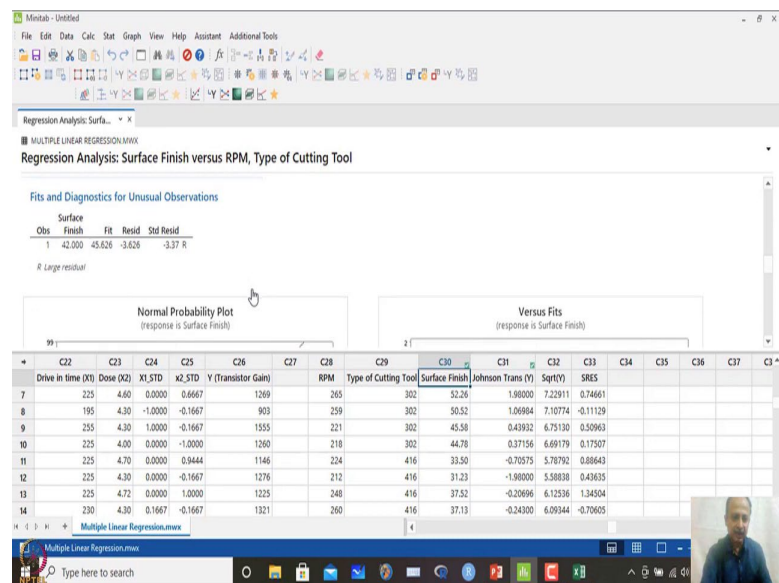 Minitab - Untitled
File Edit Data Calc Stat Graph View Help Assistant Additional Tools
Regression Analysis: Surfa...
MULTIPLE LINEAR REGRESSION.MWX
Regression Analysis: Surface Finish versus RPM, Type of Cutting Tool
Fits and Diagnostics for Unusual Observations
Surface
Obs Finish Fit Resid Std Resid
1 42.000 45.626 -3.626 -3.37 R
R Large residual
Normal Probability Plot Versus Fits
(response is Surface Finish) (response is Surface Finish)
99 2
C22 C23 C24 C25 C26 C27 C28 C29 C30 C31 C32 C33 C34 C35 C36 C37 C3
Drive in time (X1) Dose (X2) X1_STD x2_STD Y (Transistor Gain) RPM Type of Cutting Tool Surface Finish Johnson Trans (Y) Sqrt(Y) SRES
7 225 4.60 0.0000 0.6667 1269 265 302 52.26 1.98000 7.22911 0.74661
8 195 4.30 -1.0000 -0.1667 903 259 302 50.52 1.06984 7.10774 -0.11129
9 255 4.30 1.0000 -0.1667 1555 221 302 45.58 0.43932 6.75130 0.50963
10 225 4.00 0.0000 -1.0000 1260 218 302 44.78 0.37156 6.69179 0.17507
11 225 4.70 0.0000 0.9444 1146 224 416 33.50 -0.70575 5.78792 0.88643
12 225 4.30 0.0000 -0.1667 1276 212 416 31.23 -1.98000 5.58838 0.43635
13 225 4.72 0.0000 1.0000 1225 248 416 37.52 -0.20696 6.12536 1.34504
14 230 4.30 0.1667 -0.1667 1321 260 416 37.13 -0.24300 6.09344 -0.70605
Multiple Linear Regression.mwx
Multiple Linear Regression.mwx
Type here to search
NPTEL